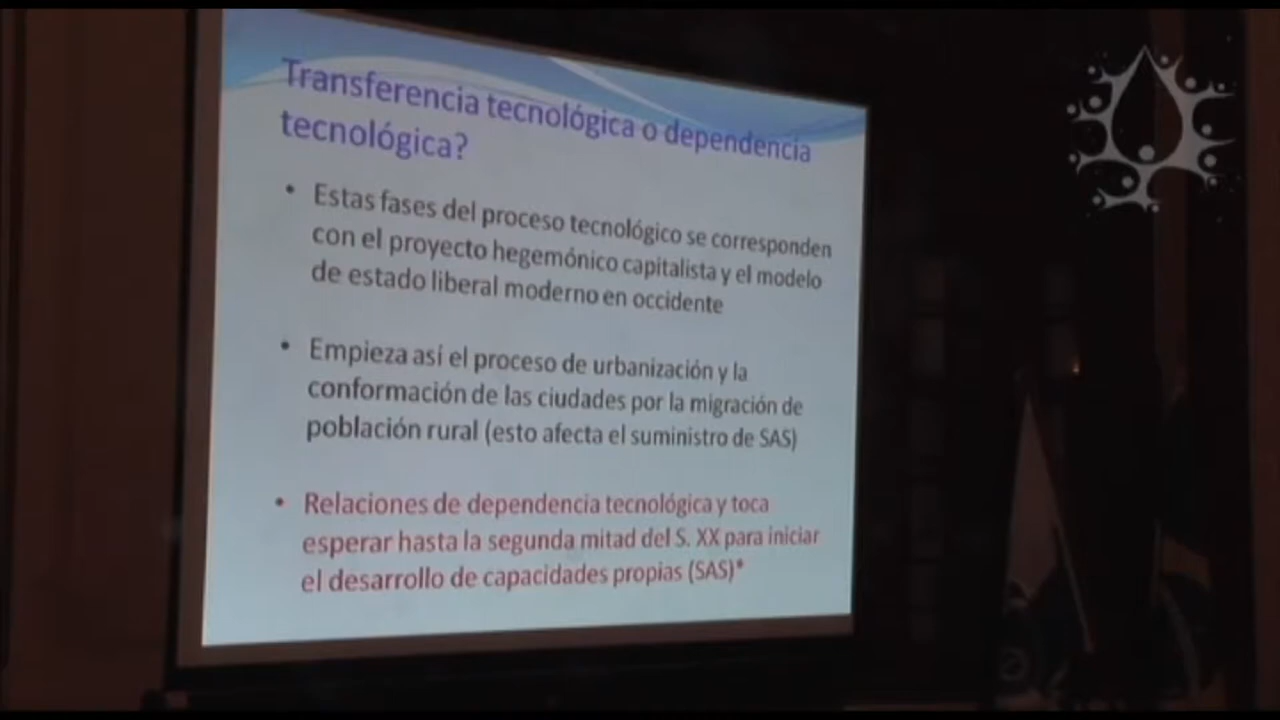 Transferencia tecnológica o dependencia
tecnológica?
• Estas fases del proceso tecnológico se corresponden
con el proyecto hegemónico capitalista y el modelo
de estado liberal moderno en occidente
• Empieza así el proceso de urbanización y la
conformación de las ciudades por la migración de
población rural (esto afecta el suministro de SAS)
• Relaciones de dependencia tecnológica y toca
esperar hasta la segunda mitad del S. XX para iniciar
el desarrollo de capacidades propias (SAS)*